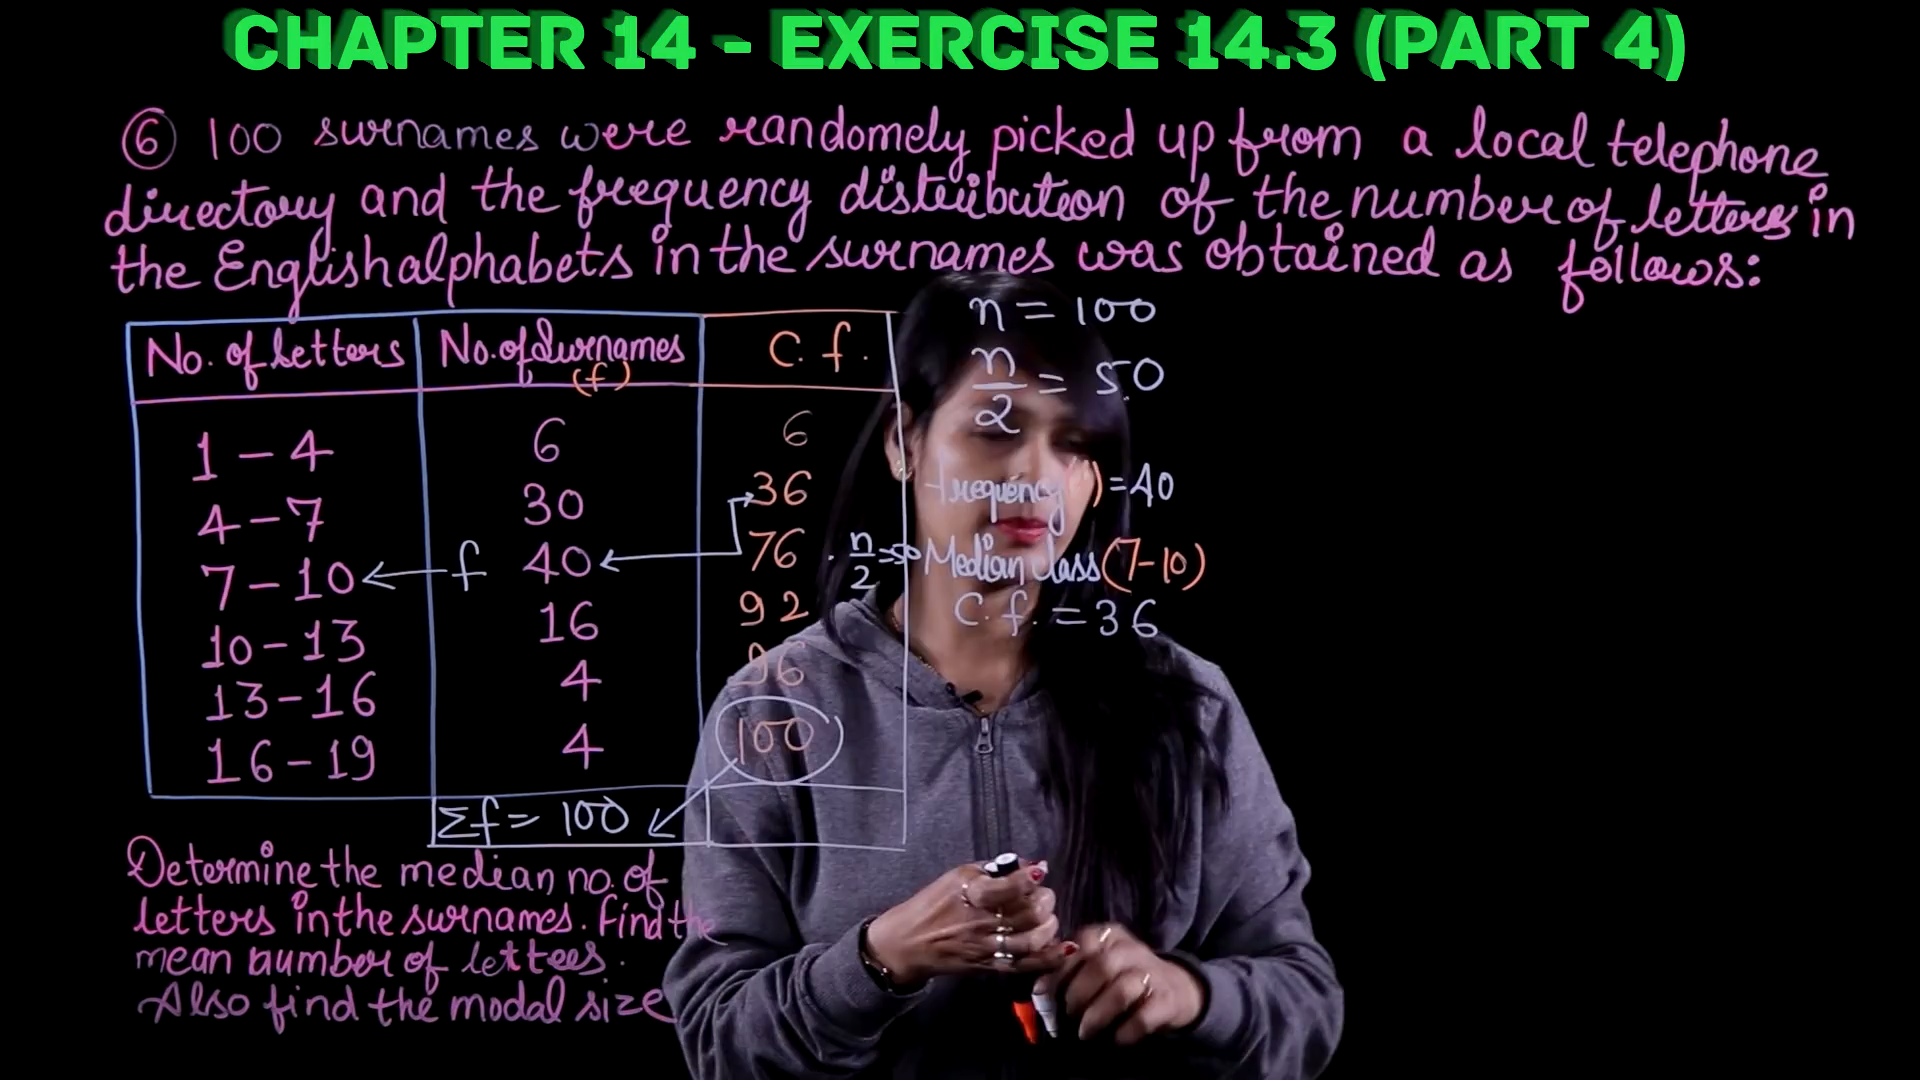 CHAPTER 14 - EXERCISE 14.3 (PART 4)
⑥ 100 surnames were randomely picked up from a local telephone
directory and the frequency distribution of the number of letters in
the English alphabets in the surnames was obtained as follows:
No. of letters No. of Surnames (f) C. f.
1 - 4 6 6
4 - 7 30 36
7 - 10 ← f 40 76
10 - 13 16 92
13 - 16 4 96
16 - 19 4 100
Σf = 100
n = 100
n/2 = 50
frequency ) = 40
n/2 = 50 Median class (7-10)
C. f. = 36
Determine the median no. of
letters in the surnames. Find the
mean number of lettees.
Also find the modal size